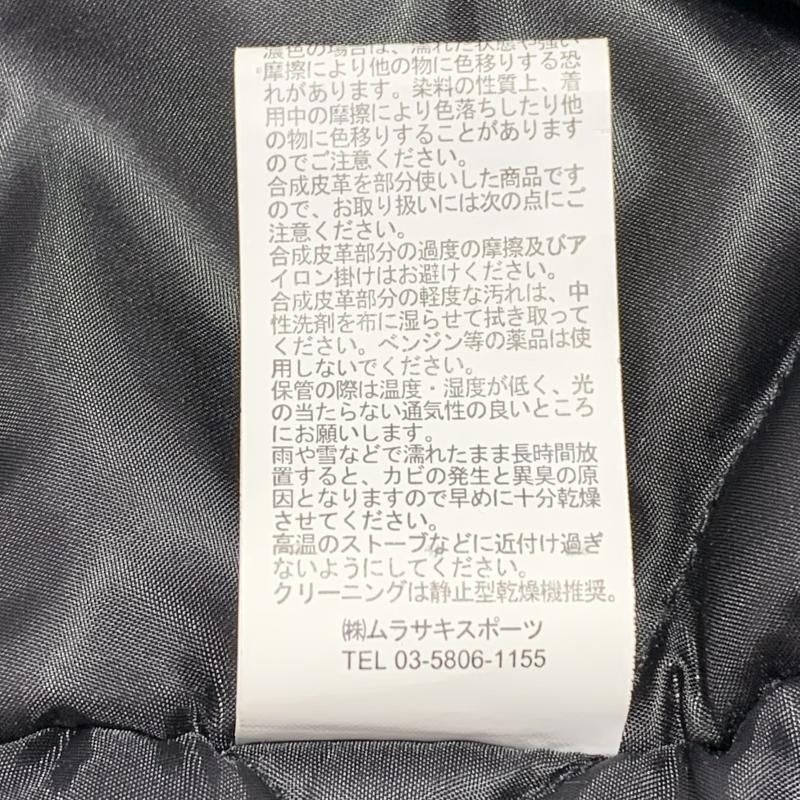 濃色の場合は、濡れた状態や強い
摩擦により他の物に色移りする恐
れがあります。染料の性質上、着
用中の摩擦により色落ちしたり他
の物に色移りすることがあります
のでご注意ください。
合成皮革を部分使いした商品です
ので、お取り扱いには次の点にご
注意ください。
合成皮革部分の過度の摩擦及びア
イロン掛けはお避けください。
合成皮革部分の軽度な汚れは、中
性洗剤を布に湿らせて拭き取って
ください。ベンジン等の薬品は使
用しないでください。
保管の際は温度・湿度が低く、光
の当たらない通気性の良いところ
にお願いします。
雨や雪などで濡れたまま長時間放
置すると、カビの発生と異臭の原
因となりますので早めに十分乾燥
させてください。
高温のストーブなどに近付け過ぎ
ないようにしてください。
クリーニングは静止型乾燥機推奨。
㈱ムラサキスポーツ
TEL 03-5806-1155